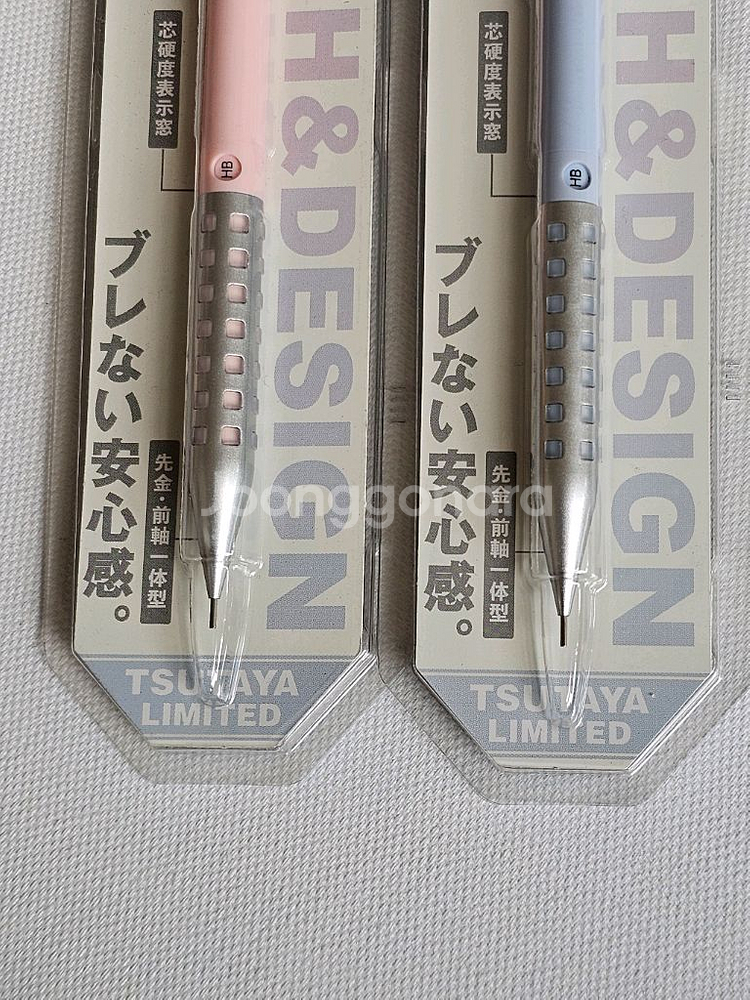 芯硬度表示窓
HB
H&DESIGN
ブレない安心感。
先金・前軸一体型
TSUTAYA
LIMITED
芯硬度表示窓
HB
H&DESIGN
ブレない安心感。
先金・前軸一体型
TSUTAYA
LIMITED
joonggonara